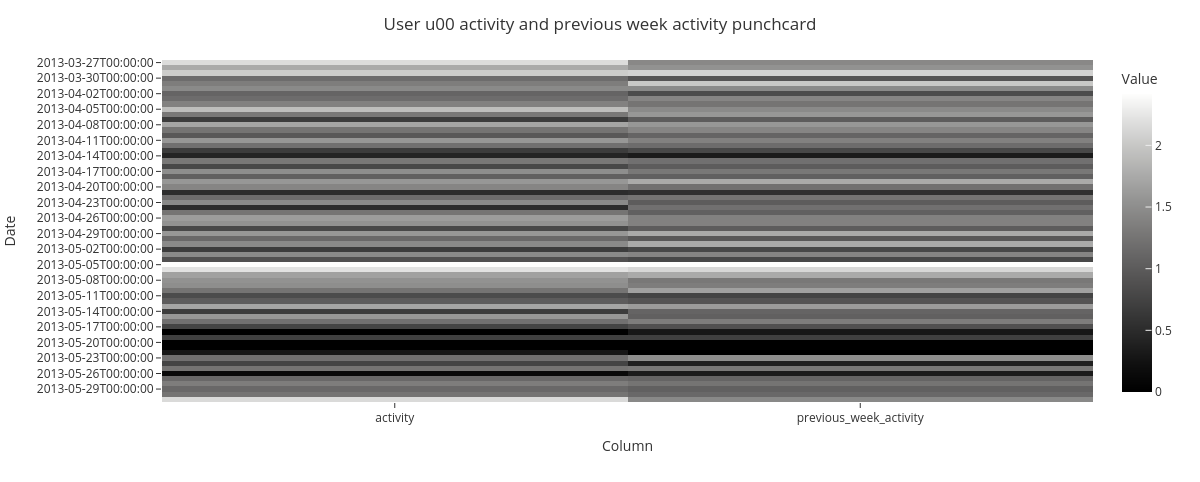 User u00 activity and previous week activity punchcard
Value
2013-03-27T00:00:00
2013-03-30T00:00:00
2013-04-02T00:00:00
2013-04-05T00:00:00
2013-04-08T00:00:00
2013-04-11T00:00:00
2013-04-14T00:00:00
2013-04-17T00:00:00
2013-04-20T00:00:00
2013-04-23T00:00:00
2013-04-26T00:00:00
2013-04-29T00:00:00
2013-05-02T00:00:00
2013-05-05T00:00:00
2013-05-08T00:00:00
2013-05-11T00:00:00
2013-05-14T00:00:00
2013-05-17T00:00:00
2013-05-20T00:00:00
2013-05-23T00:00:00
2013-05-26T00:00:00
2013-05-29T00:00:00
Date
2
1.5
1
0.5
0
activity
previous_week_activity
Column